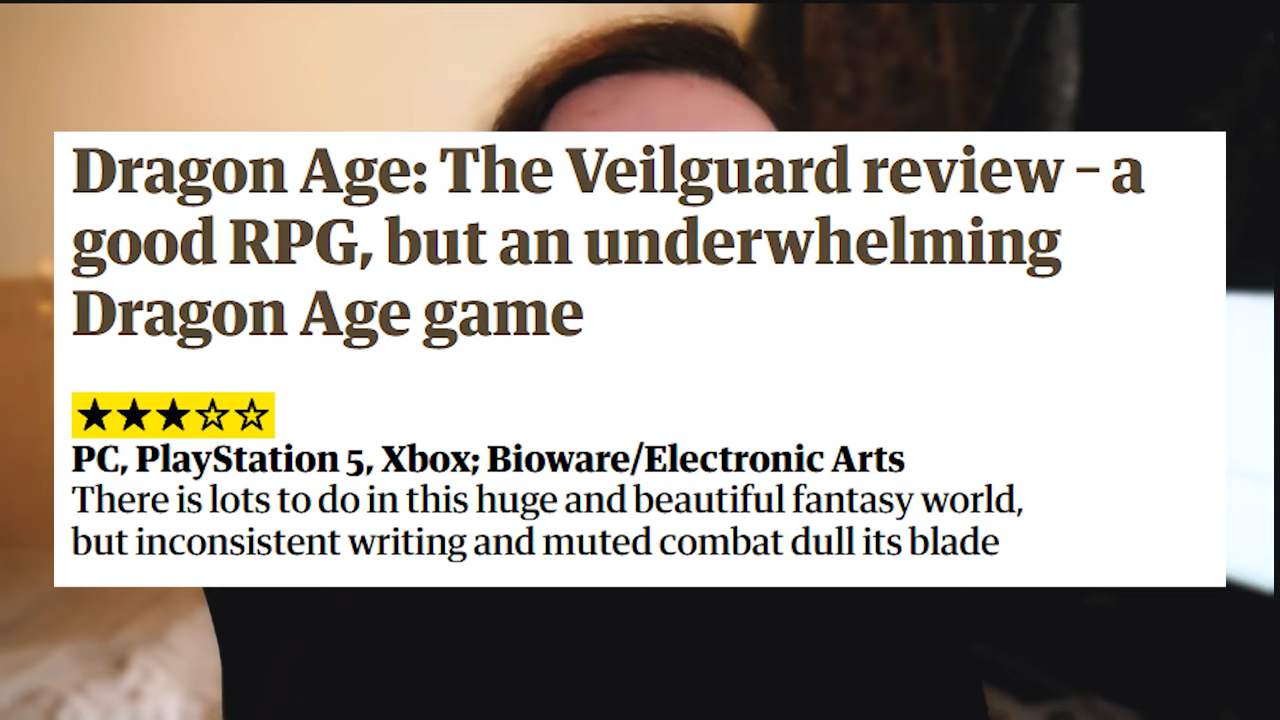 Dragon Age: The Veilguard review – a
good RPG, but an underwhelming
Dragon Age game
★★★☆☆
PC, PlayStation 5, Xbox; Bioware/Electronic Arts
There is lots to do in this huge and beautiful fantasy world,
but inconsistent writing and muted combat dull its blade